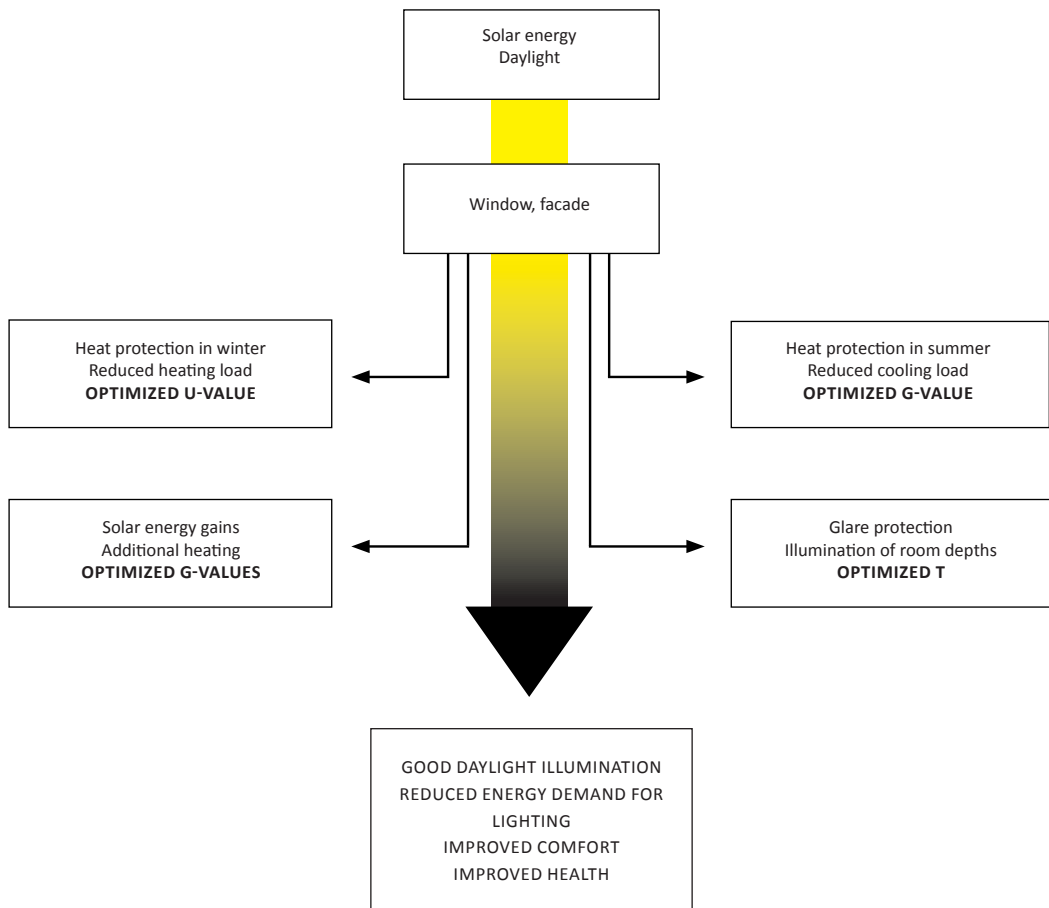 Solar energy
Daylight
Window, facade
Heat protection in winter
Reduced heating load
OPTIMIZED U-VALUE
Heat protection in summer
Reduced cooling load
OPTIMIZED G-VALUE
Solar energy gains
Additional heating
OPTIMIZED G-VALUES
Glare protection
Illumination of room depths
OPTIMIZED T
GOOD DAYLIGHT ILLUMINATION
REDUCED ENERGY DEMAND FOR
LIGHTING
IMPROVED COMFORT
IMPROVED HEALTH